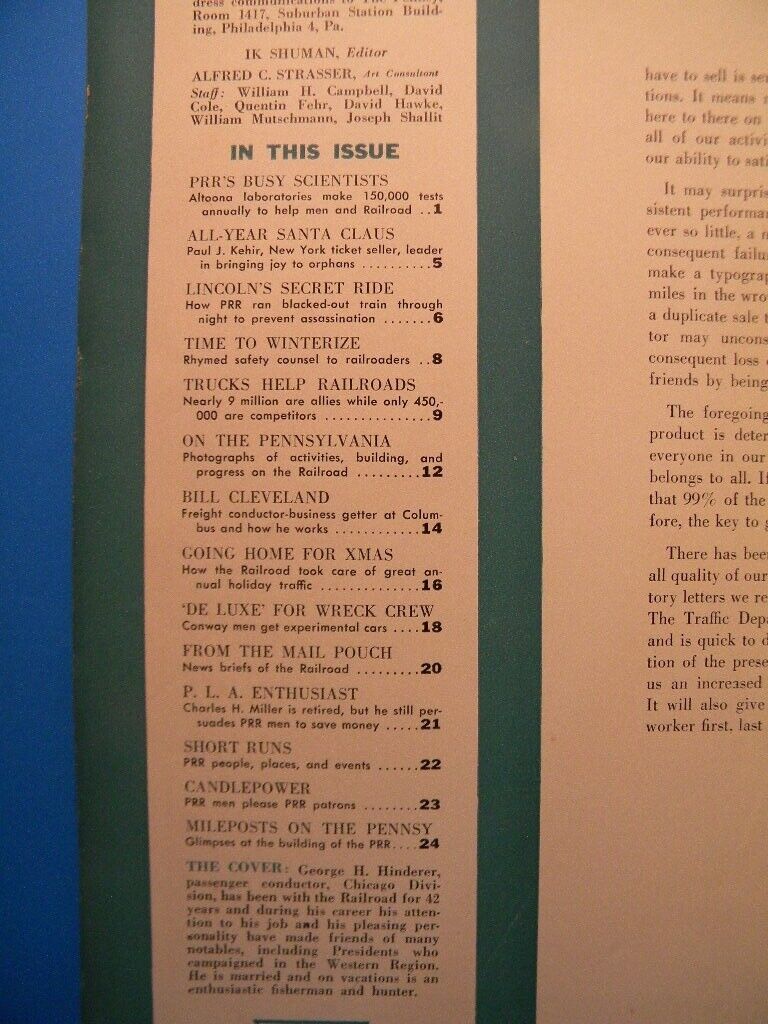 dress communications to The Pennsy,
Room 1417, Suburban Station Build-
ing, Philadelphia 4, Pa.
IK SHUMAN, Editor
ALFRED C. STRASSER, Art Consultant
Staff: William H. Campbell, David
Cole, Quentin Fehr, David Hawke,
William Mutschmann, Joseph Shallit
IN THIS ISSUE
PRR'S BUSY SCIENTISTS
Altoona laboratories make 150,000 tests
annually to help men and Railroad ..1
ALL-YEAR SANTA CLAUS
Paul J. Kehir, New York ticket seller, leader
in bringing joy to orphans ..........5
LINCOLN'S SECRET RIDE
How PRR ran blacked-out train through
night to prevent assassination .......6
TIME TO WINTERIZE
Rhymed safety counsel to railroaders ..8
TRUCKS HELP RAILROADS
Nearly 9 million are allies while only 450,-
000 are competitors ..............9
ON THE PENNSYLVANIA
Photographs of activities, building, and
progress on the Railroad .........12
BILL CLEVELAND
Freight conductor-business getter at Colum-
bus and how he works ...........14
GOING HOME FOR XMAS
How the Railroad took care of great an-
nual holiday traffic .............16
'DE LUXE' FOR WRECK CREW
Conway men get experimental cars ....18
FROM THE MAIL POUCH
News briefs of the Railroad .........20
P. L. A. ENTHUSIAST
Charles H. Miller is retired, but he still per-
suades PRR men to save money .....21
SHORT RUNS
PRR people, places, and events ......22
CANDLEPOWER
PRR men please PRR patrons ........23
MILEPOSTS ON THE PENNSY
Glimpses at the building of the PRR....24
THE COVER: George H. Hinderer,
passenger conductor, Chicago Divi-
sion, has been with the Railroad for 42
years and during his career his atten-
tion to his job and his pleasing per-
sonality have made friends of many
notables, including Presidents who
campaigned in the Western Region.
He is married and on vacations is an
enthusiastic fisherman and hunter.
have to sell is
tions. It means
here to there on
all of our
our ability to
It may
sistent
ever so little, a
consequent
make a
miles in the
a duplicate sale
tor may
consequent loss
friends by being
The foregoing
product is
everyone in our
belongs to all.
that 99% of the
fore, the key to
There has been
all quality of our
tory letters we
The Traffic
and is quick to
tion of the
us an increased
It will also give
worker first, last